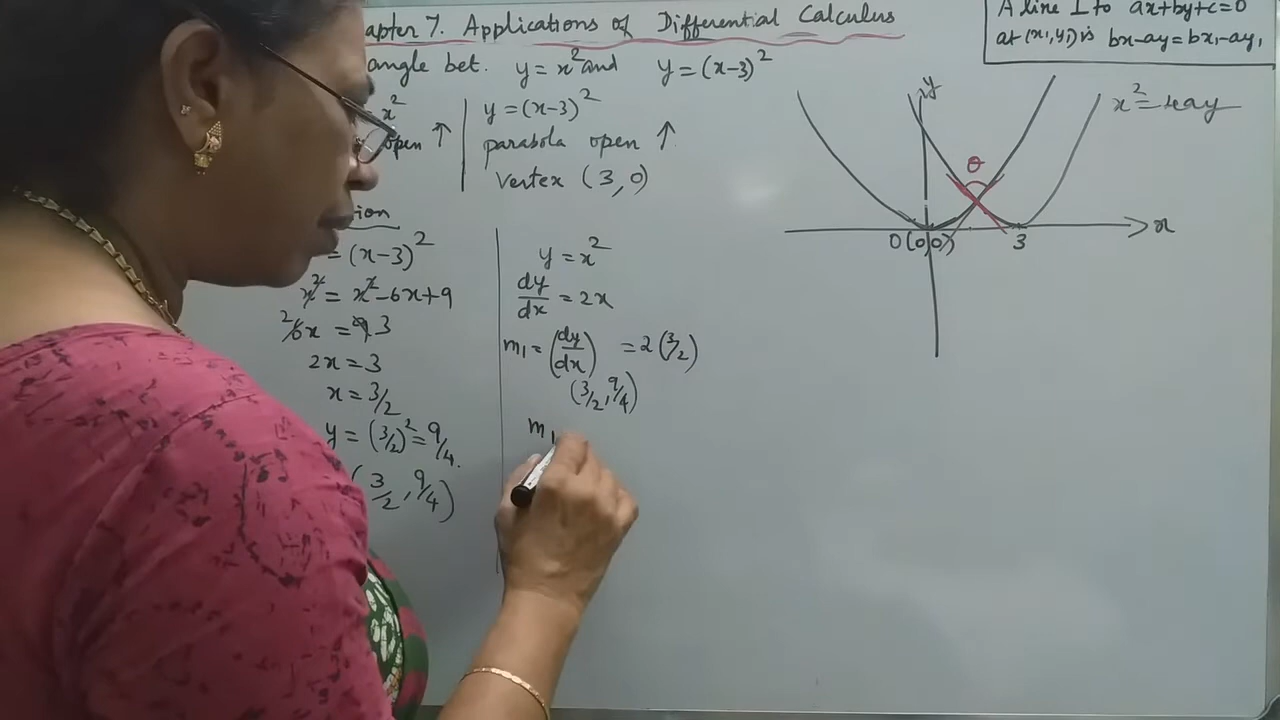 apter 7. Applications of Differential Calculus
angle bet. y = x² and y = (x-3)²
x²
open ↑
y = (x-3)²
parabola open ↑
vertex (3,0)
= (x-3)²
x² = x² - 6x + 9
²6x = 9 3
2x = 3
x = 3/2
y = (3/2)² = 9/4.
(3/2, 9/4)
y = x²
dy/dx = 2x
m₁ = (dy/dx) = 2(3/2)
(3/2, 9/4)
m₁
A line ⊥ to ax+by+c=0
at (x₁,y₁) is bx-ay=bx₁-ay₁
y
x² = 4ay
θ
x
0(0,0)
3